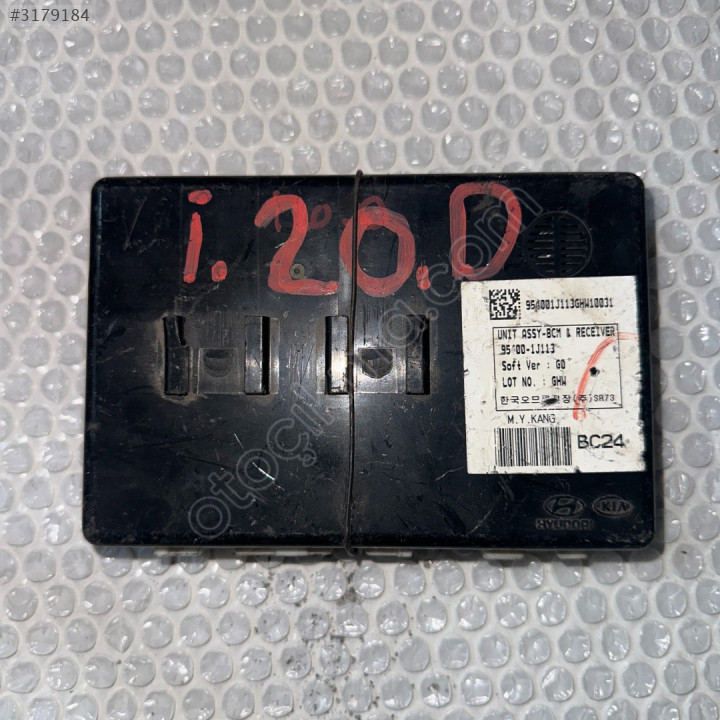 #3179184
i.20.D
954001J113GHW10031
UNIT ASSY-BCM & RECEIVER
95400-1J113
Soft Ver : G0
LOT NO. : GHW
SR73
M.Y.KANG
BC24
HYUNDAI
KIA
otoçikma.com